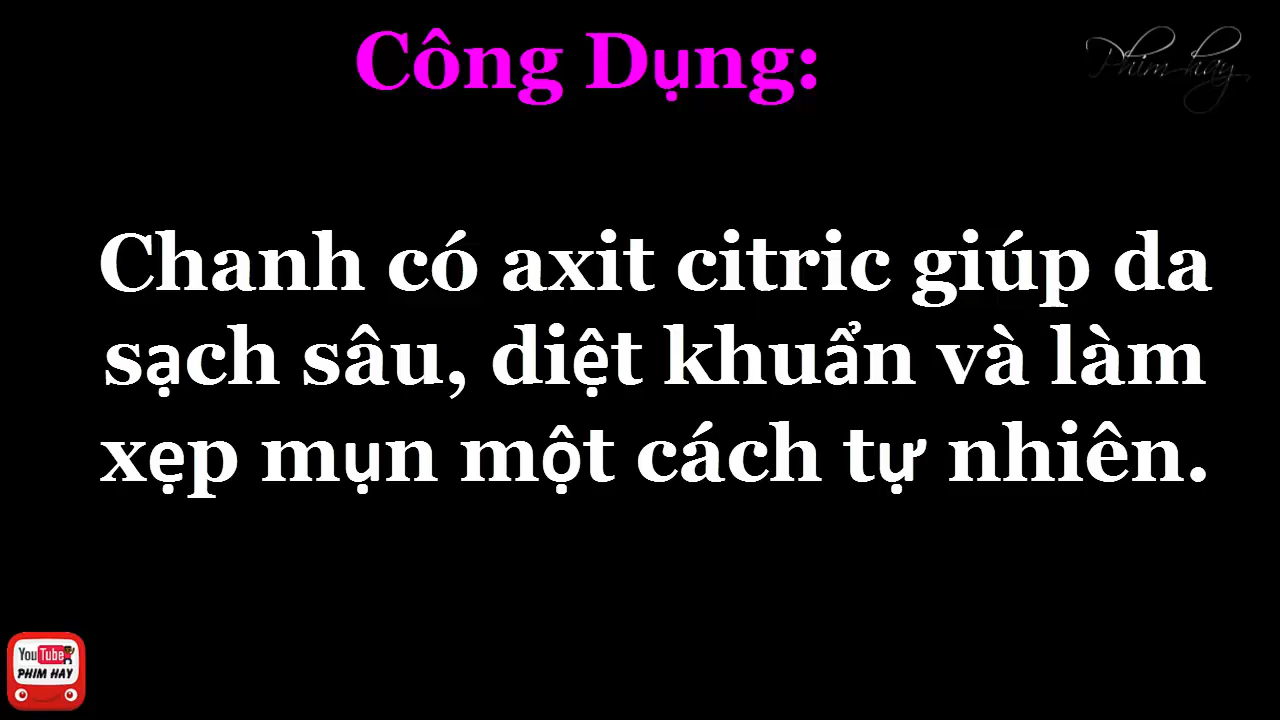 Công Dụng:
Phim hay
Chanh có axit citric giúp da
sạch sâu, diệt khuẩn và làm
xẹp mụn một cách tự nhiên.
YouTube
PHIM HAY